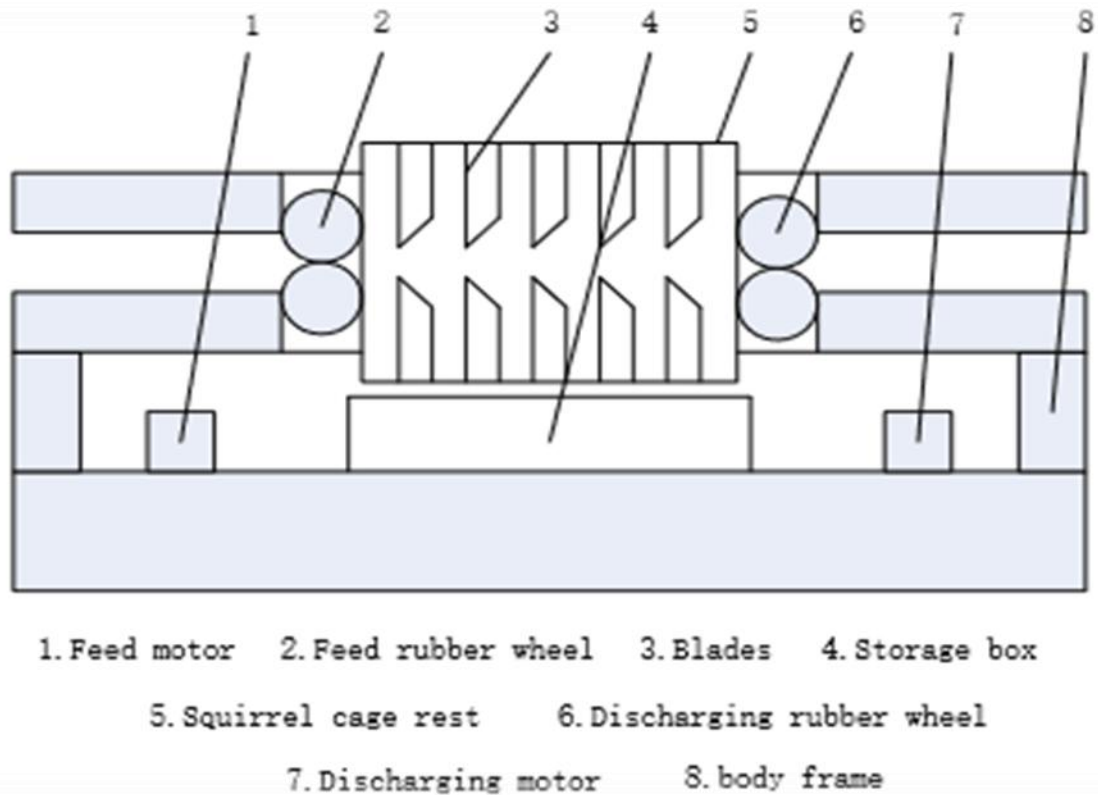 1 2 3 4 5 6 7 8
1.Feed motor 2.Feed rubber wheel 3.Blades 4.Storage box
5.Squirrel cage rest 6.Discharging rubber wheel
7.Discharging motor 8.body frame